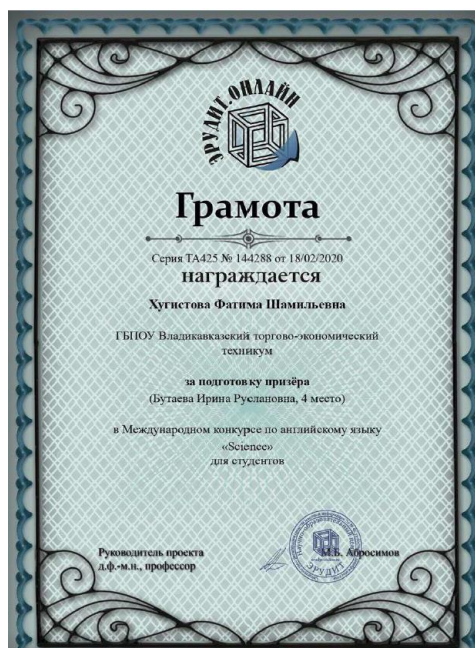 ЭРУДИТ.ОНЛАЙН
Грамота
Серия ТА425 № 144288 от 18/02/2020
награждается
Хугистова Фатима Шамильевна
ГБПОУ Владикавказский торгово-экономический
техникум
за подготовку призёра
(Бутаева Ирина Руслановна, 4 место)
в Международном конкурсе по английскому языку
«Science»
для студентов
Руководитель проекта
д.ф.-м.н., профессор
М.Б. Абросимов
ЭРУДИТ